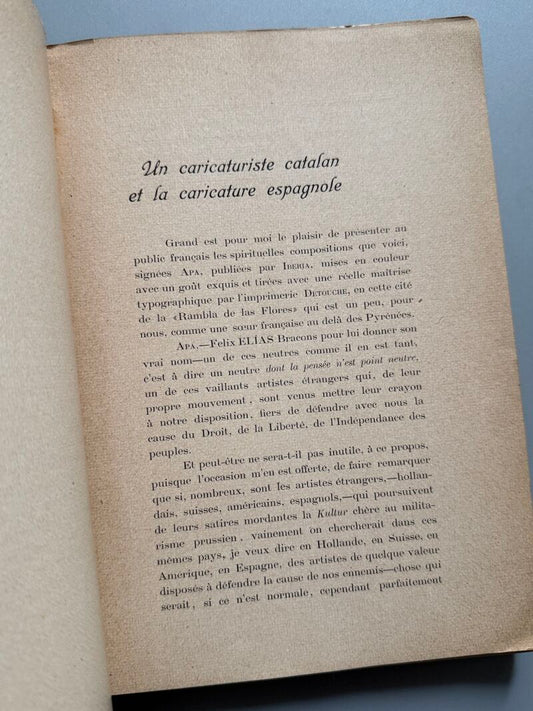 Un caricaturiste catalan
et la caricature espagnole
Grand est pour moi le plaisir de présenter au
public français les spirituelles compositions que voici,
signées APA, publiées par IBERIA, mises en couleur
avec un goût exquis et tirées avec une réelle maîtrise
typographique par l'imprimerie DETOUCHE, en cette cité
de la «Rambla de las Flores» qui est un peu, pour
nous, comme une sœur française au delà des Pyrénées.
APA,—Felix ELÍAS Bracons pour lui donner son
vrai nom—un de ces neutres comme il en est tant,
c'est à dire un neutre dont la pensée n'est point neutre,
un de ces vaillants artistes étrangers qui, de leur
propre mouvement, sont venus mettre leur crayon
à notre disposition, fiers de défendre avec nous la
cause du Droit, de la Liberté, de l'Indépendance des
peuples.
Et peut-être ne sera-t-il pas inutile, à ce propos,
puisque l'occasion m'en est offerte, de faire remarquer
que si, nombreux, sont les artistes étrangers,—hollan-
dais, suisses, américains, espagnols,—qui poursuivent
de leurs satires mordantes la Kultur chère au milita-
risme prussien, vainement on chercherait dans ces
mêmes pays, je veux dire en Hollande, en Suisse, en
Amerique, en Espagne, des artistes de quelque valeur
disposés à défendre la cause de nos ennemis—chose qui
serait, si ce n'est normale, cependant parfaitement